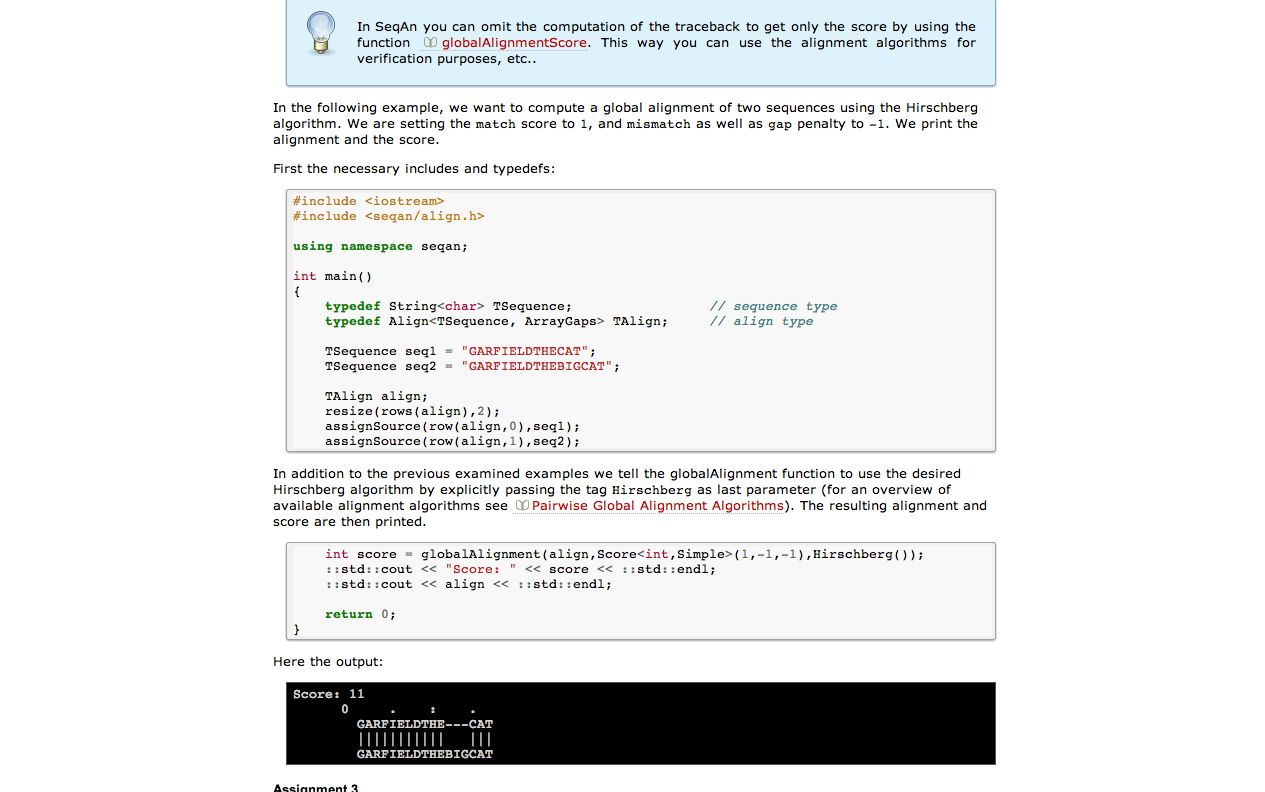 In SeqAn you can omit the computation of the traceback to get only the score by using the
function globalAlignmentScore. This way you can use the alignment algorithms for
verification purposes, etc..
In the following example, we want to compute a global alignment of two sequences using the Hirschberg
algorithm. We are setting the match score to 1, and mismatch as well as gap penalty to -1. We print the
alignment and the score.
First the necessary includes and typedefs:
#include <iostream>
#include <seqan/align.h>
using namespace seqan;
int main()
{
    typedef String<char> TSequence;                 // sequence type
    typedef Align<TSequence, ArrayGaps> TAlign;     // align type
    TSequence seq1 = "GARFIELDTHECAT";
    TSequence seq2 = "GARFIELDTHEBIGCAT";
    TAlign align;
    resize(rows(align),2);
    assignSource(row(align,0),seq1);
    assignSource(row(align,1),seq2);
In addition to the previous examined examples we tell the globalAlignment function to use the desired
Hirschberg algorithm by explicitly passing the tag Hirschberg as last parameter (for an overview of
available alignment algorithms see Pairwise Global Alignment Algorithms). The resulting alignment and
score are then printed.
    int score = globalAlignment(align,Score<int,Simple>(1,-1,-1),Hirschberg());
    ::std::cout << "Score: " << score << ::std::endl;
    ::std::cout << align << ::std::endl;
    return 0;
}
Here the output:
Score: 11
      0     .    :    .
        GARFIELDTHE---CAT
        |||||||||||   |||
        GARFIELDTHEBIGCAT
Assignment 3